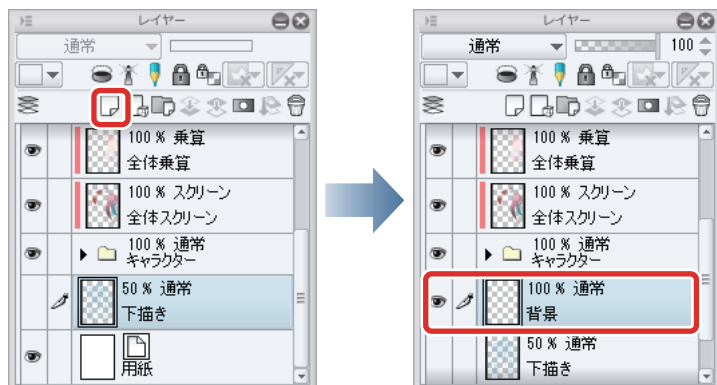 レイヤー
通常
100 % 乗算
全体乗算
100 % スクリーン
全体スクリーン
100 % 通常
キャラクター
50 % 通常
下描き
用紙
レイヤー
通常
100
100 % 乗算
全体乗算
100 % スクリーン
全体スクリーン
100 % 通常
キャラクター
100 % 通常
背景
50 % 通常
下描き